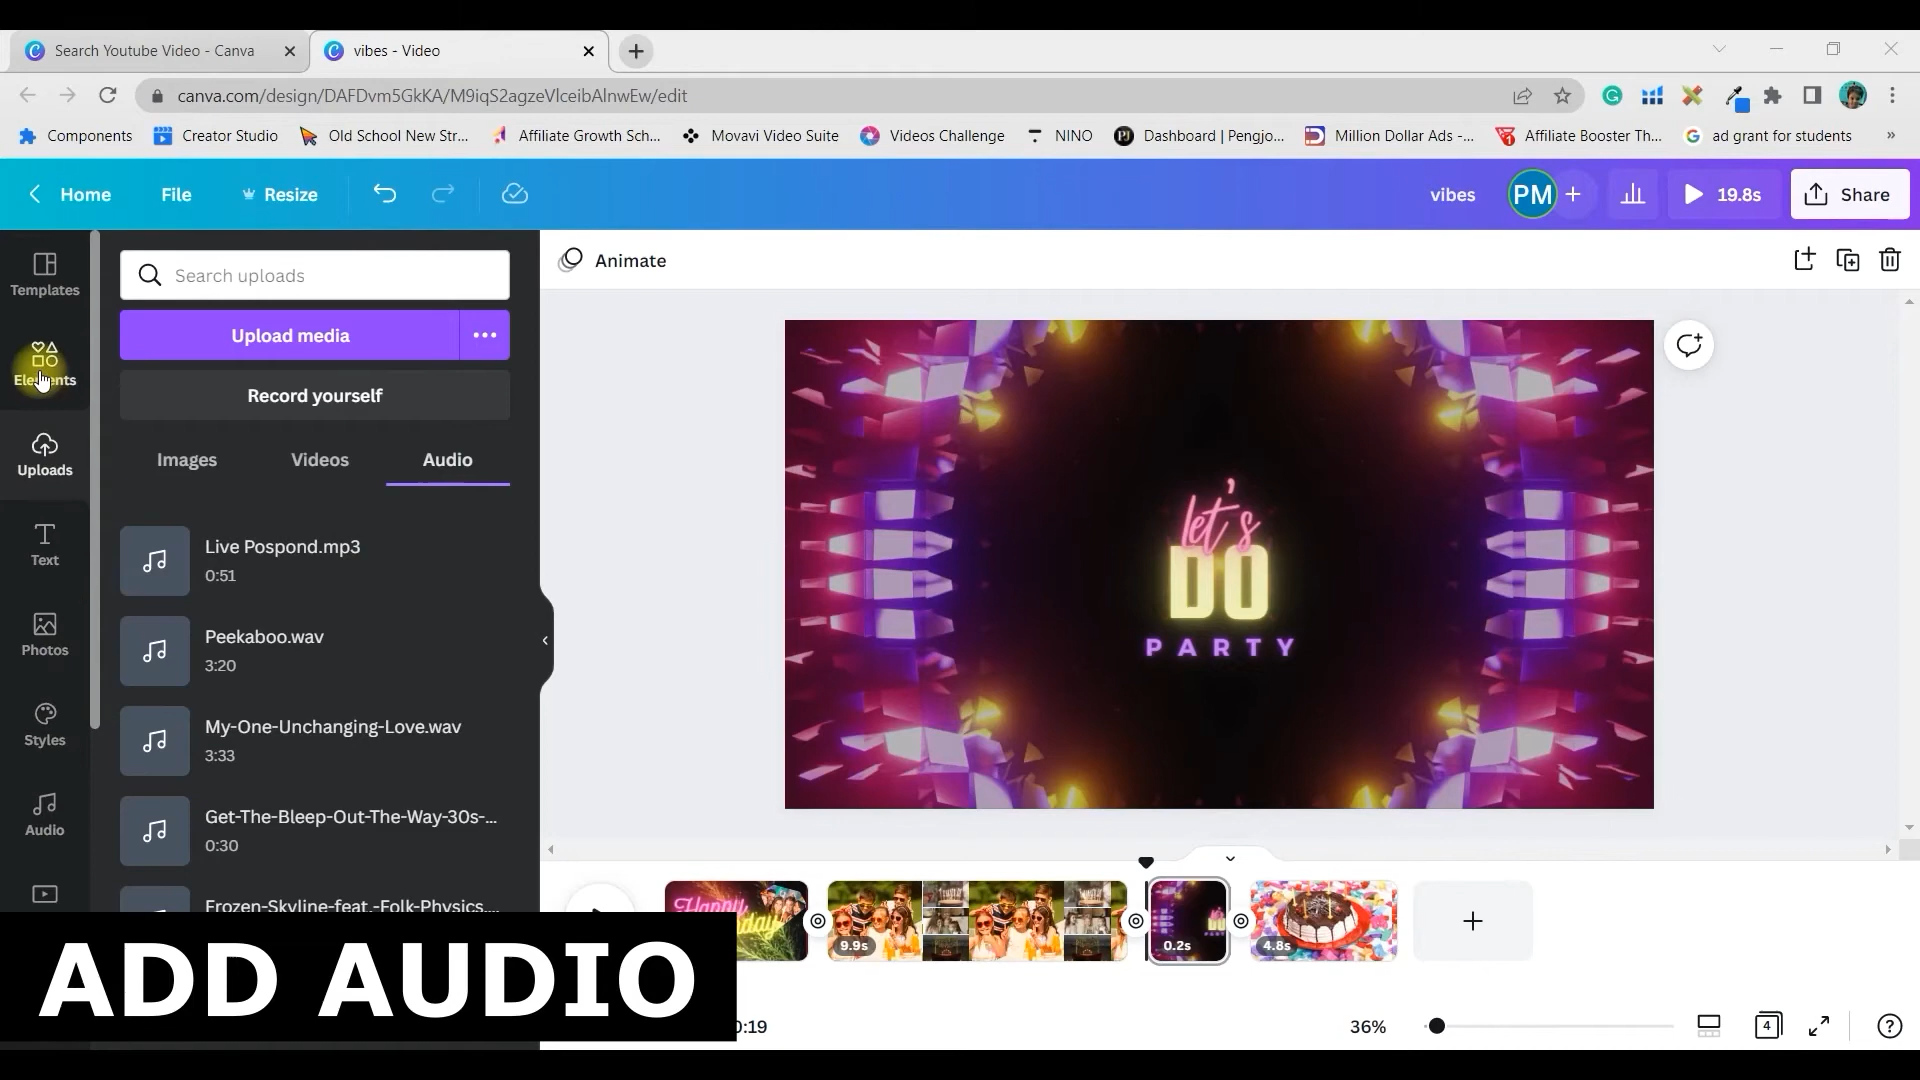 Search Youtube Video - Canva
vibes - Video
canva.com/design/DAFDvm5GkKA/M9iqS2agzeVlceibAlnwEw/edit
Components
Creator Studio
Old School New Str...
Affiliate Growth Sch...
Movavi Video Suite
Videos Challenge
NINO
Dashboard | Pengjo...
Million Dollar Ads -...
Affiliate Booster Th...
ad grant for students
»
Home
File
Resize
vibes
PM
+
19.8s
Share
Templates
Elements
Uploads
Text
Photos
Styles
Audio
Search uploads
Upload media
Record yourself
Images
Videos
Audio
Live Pospond.mp3
0:51
Peekaboo.wav
3:20
My-One-Unchanging-Love.wav
3:33
Get-The-Bleep-Out-The-Way-30s-...
0:30
Frozen-Skyline-feat.-Folk-Physics....
Animate
let's
DO
PARTY
Happy
9.9s
0.2s
4.8s
ADD AUDIO
0:19
36%
4